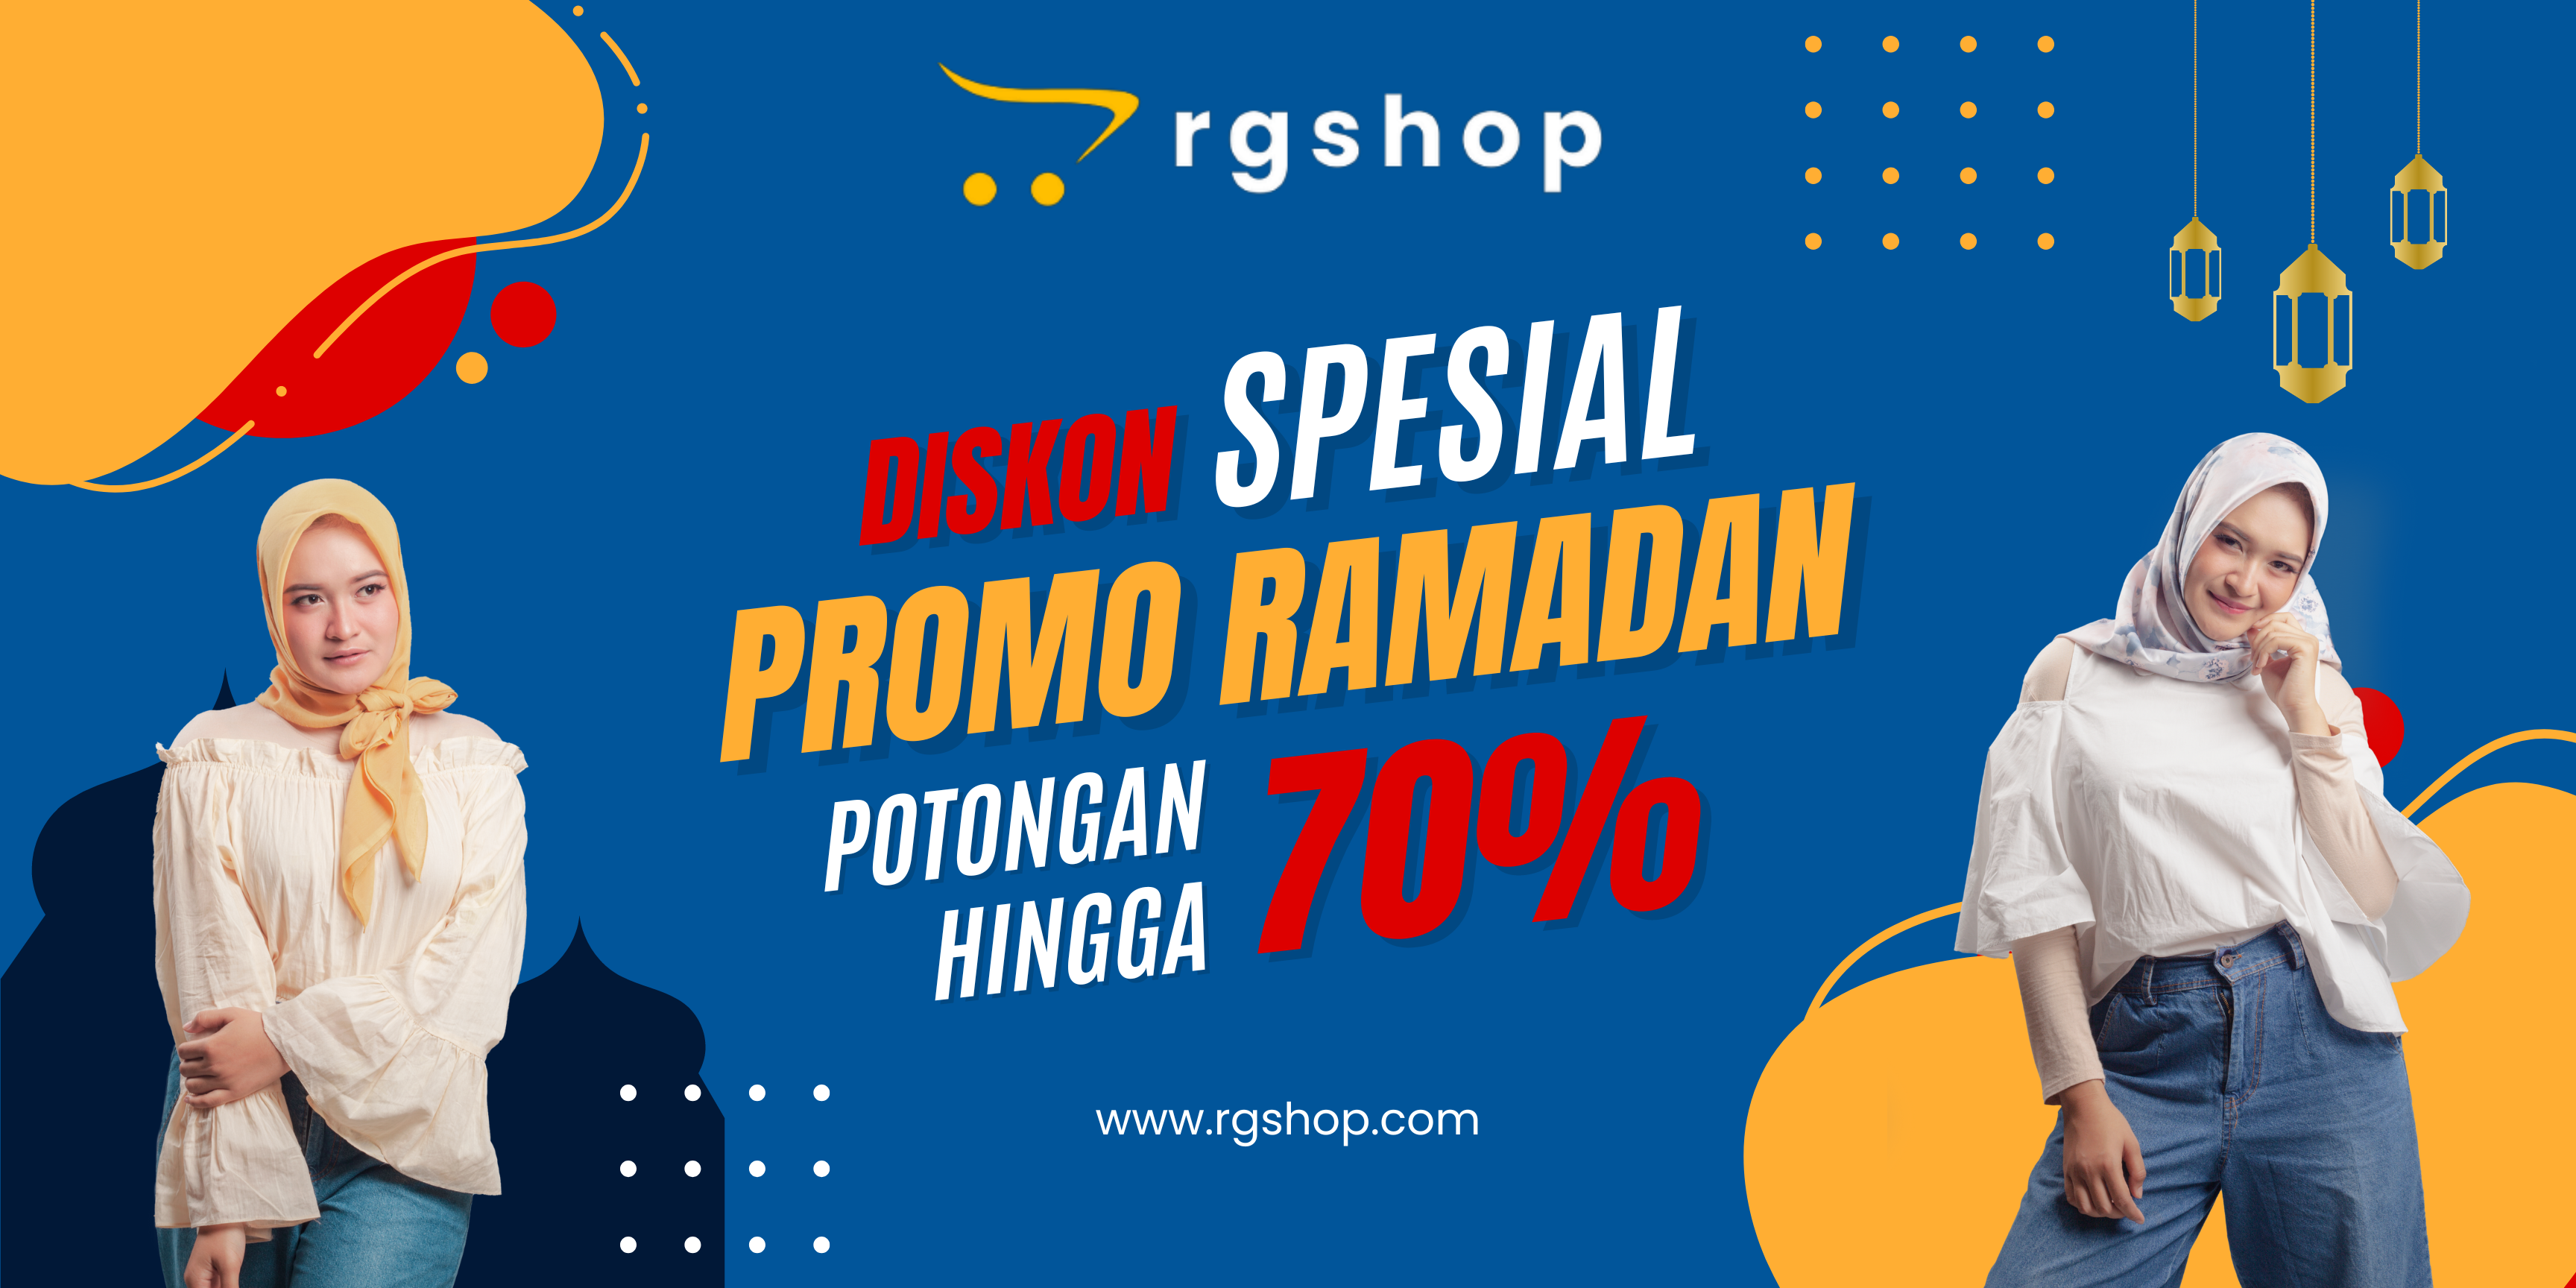 rgshop
DISKON SPESIAL
PROMO RAMADAN
POTONGAN
HINGGA
70%
www.rgshop.com